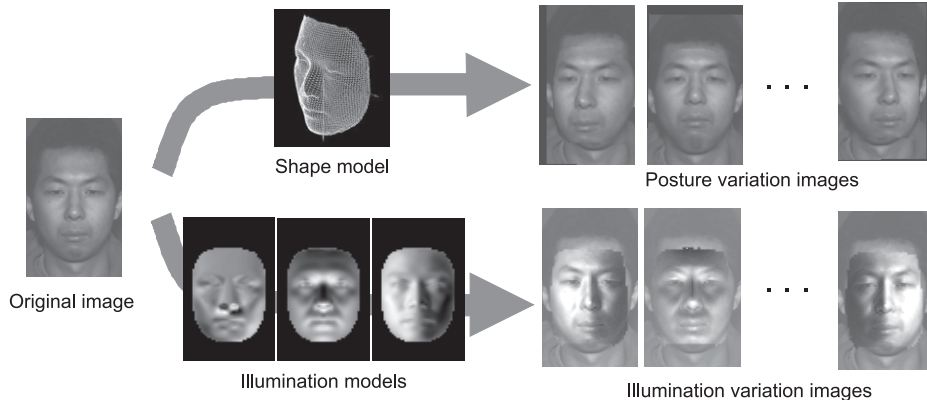 Shape model
Posture variation images
Original image
Illumination models
Illumination variation images